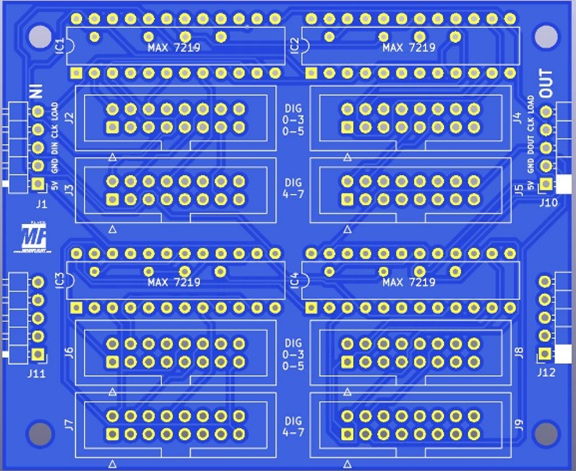 IC1
MAX 7219
IC2
MAX 7219
IN
OUT
J2
DIG
0-3
0-5
J4
5V GND DIN CLK LOAD
5V GND DOUT CLK LOAD
J3
DIG
4-7
J5
J1
J10
IC3
MAX 7219
IC4
MAX 7219
J6
DIG
0-3
0-5
J8
J11
J12
J7
DIG
4-7
J9